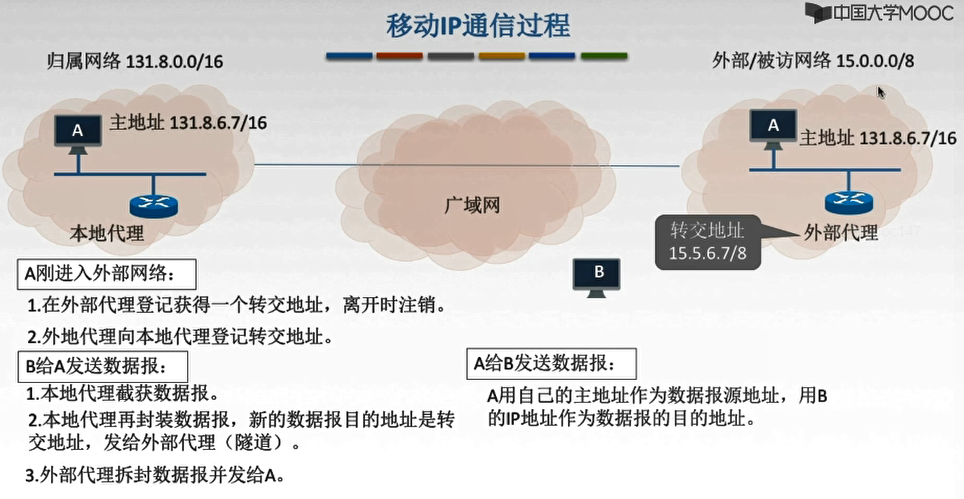 中国大学MOOC
移动IP通信过程
归属网络 131.8.0.0/16
外部/被访网络 15.0.0.0/8
A
主地址 131.8.6.7/16
A
主地址 131.8.6.7/16
本地代理
广域网
转交地址
15.5.6.7/8
外部代理
B
A刚进入外部网络：
1.在外部代理登记获得一个转交地址，离开时注销。
2.外地代理向本地代理登记转交地址。
B给A发送数据报：
1.本地代理截获数据报。
2.本地代理再封装数据报，新的数据报目的地址是转
交地址，发给外部代理（隧道）。
3.外部代理拆封数据报并发给A。
A给B发送数据报：
A用自己的主地址作为数据报源地址，用B
的IP地址作为数据报的目的地址。